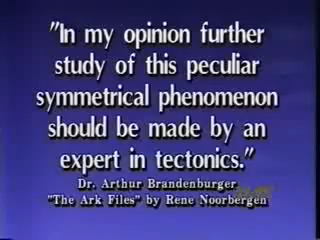 "In my opinion further
study of this peculiar
symmetrical phenomenon
should be made by an
expert in tectonics."
Dr. Arthur Brandenburger
"The Ark Files" by Rene Noorbergen